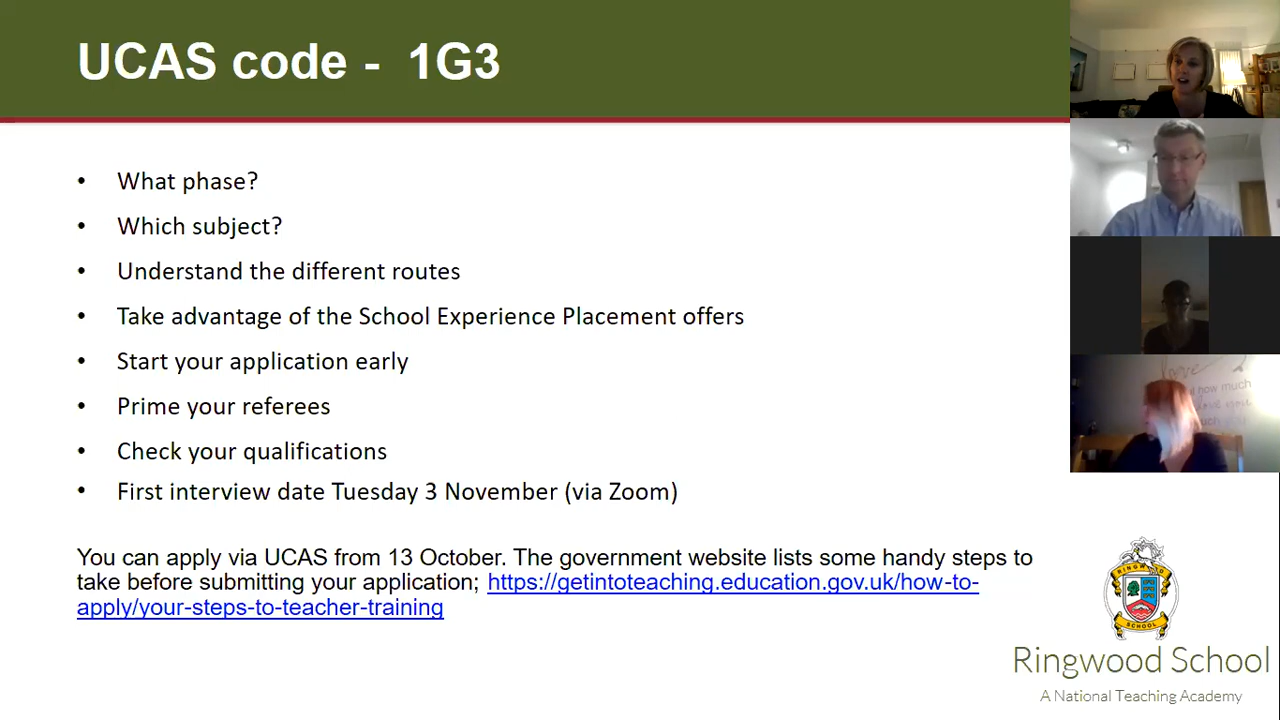 UCAS code - 1G3
• What phase?
• Which subject?
• Understand the different routes
• Take advantage of the School Experience Placement offers
• Start your application early
• Prime your referees
• Check your qualifications
• First interview date Tuesday 3 November (via Zoom)
You can apply via UCAS from 13 October. The government website lists some handy steps to
take before submitting your application; https://getintoteaching.education.gov.uk/how-to-
apply/your-steps-to-teacher-training
how much
RINGWOOD
SCHOOL
Ringwood School
A National Teaching Academy